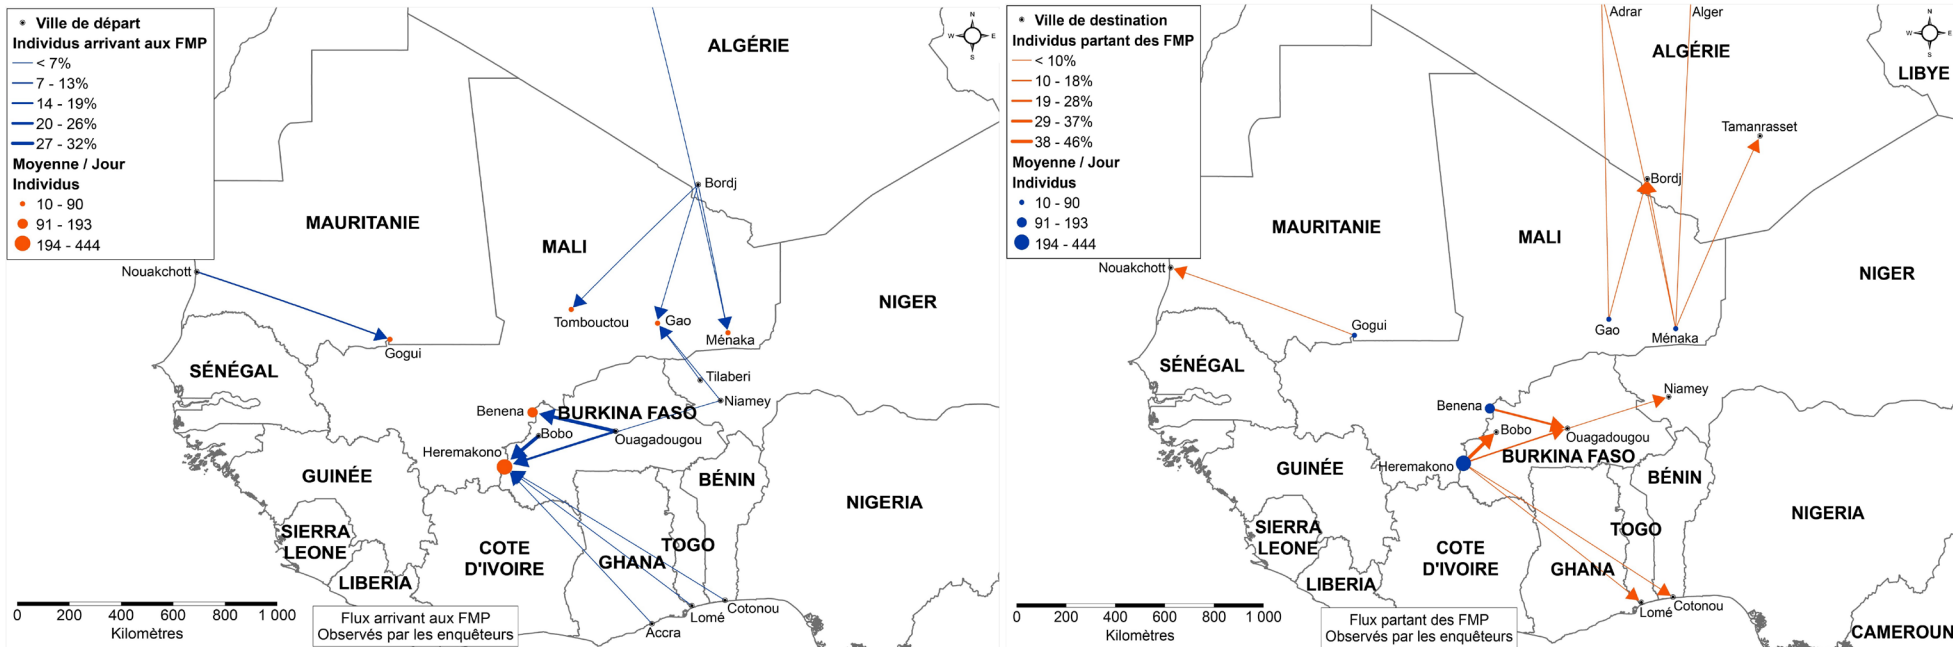 Ville de départ
Individus arrivant aux FMP
< 7%
7 - 13%
14 - 19%
20 - 26%
27 - 32%
Moyenne / Jour
Individus
10 - 90
91 - 193
194 - 444
N
W
E
S
ALGÉRIE
Bordj
MAURITANIE
MALI
Nouakchott
NIGER
Tombouctou
Gao
Ménaka
Gogui
SÉNÉGAL
Tilaberi
Niamey
Benena
BURKINA FASO
Bobo
Ouagadougou
Heremakono
GUINÉE
BÉNIN
NIGERIA
SIERRA
LEONE
COTE
D'IVOIRE
TOGO
GHANA
LIBERIA
Cotonou
Lomé
Accra
0 200 400 600 800 1 000
Kilomètres
Flux arrivant aux FMP
Observés par les enquêteurs
Ville de destination
Individus partant des FMP
< 10%
10 - 18%
19 - 28%
29 - 37%
38 - 46%
Moyenne / Jour
Individus
10 - 90
91 - 193
194 - 444
Adrar
Alger
N
W
E
S
ALGÉRIE
LIBYE
Tamanrasset
Bordj
MAURITANIE
MALI
Nouakchott
NIGER
Gogui
Gao
Ménaka
SÉNÉGAL
Niamey
Benena
Bobo
Ouagadougou
BURKINA FASO
Heremakono
GUINÉE
BÉNIN
NIGERIA
SIERRA
LEONE
TOGO
COTE
D'IVOIRE
GHANA
LIBERIA
Lomé
Cotonou
CAMEROUN
0 200 400 600 800 1 000
Kilomètres
Flux partant des FMP
Observés par les enquêteurs